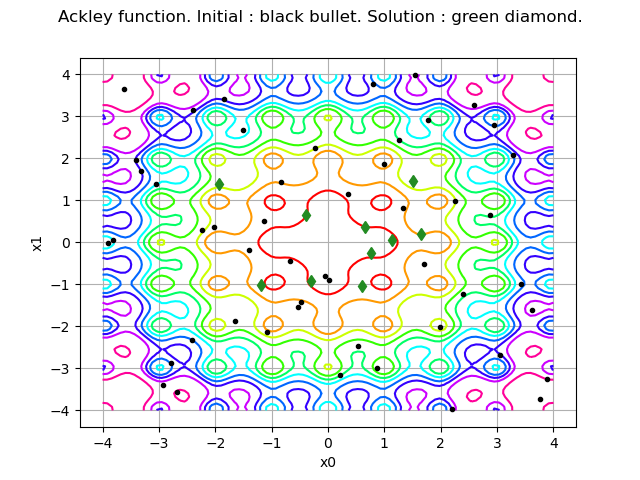 Ackley function. Initial : black bullet. Solution : green diamond.
4
3
2
1
0
−1
−2
−3
−4
x1
−4 −3 −2 −1 0 1 2 3 4
x0